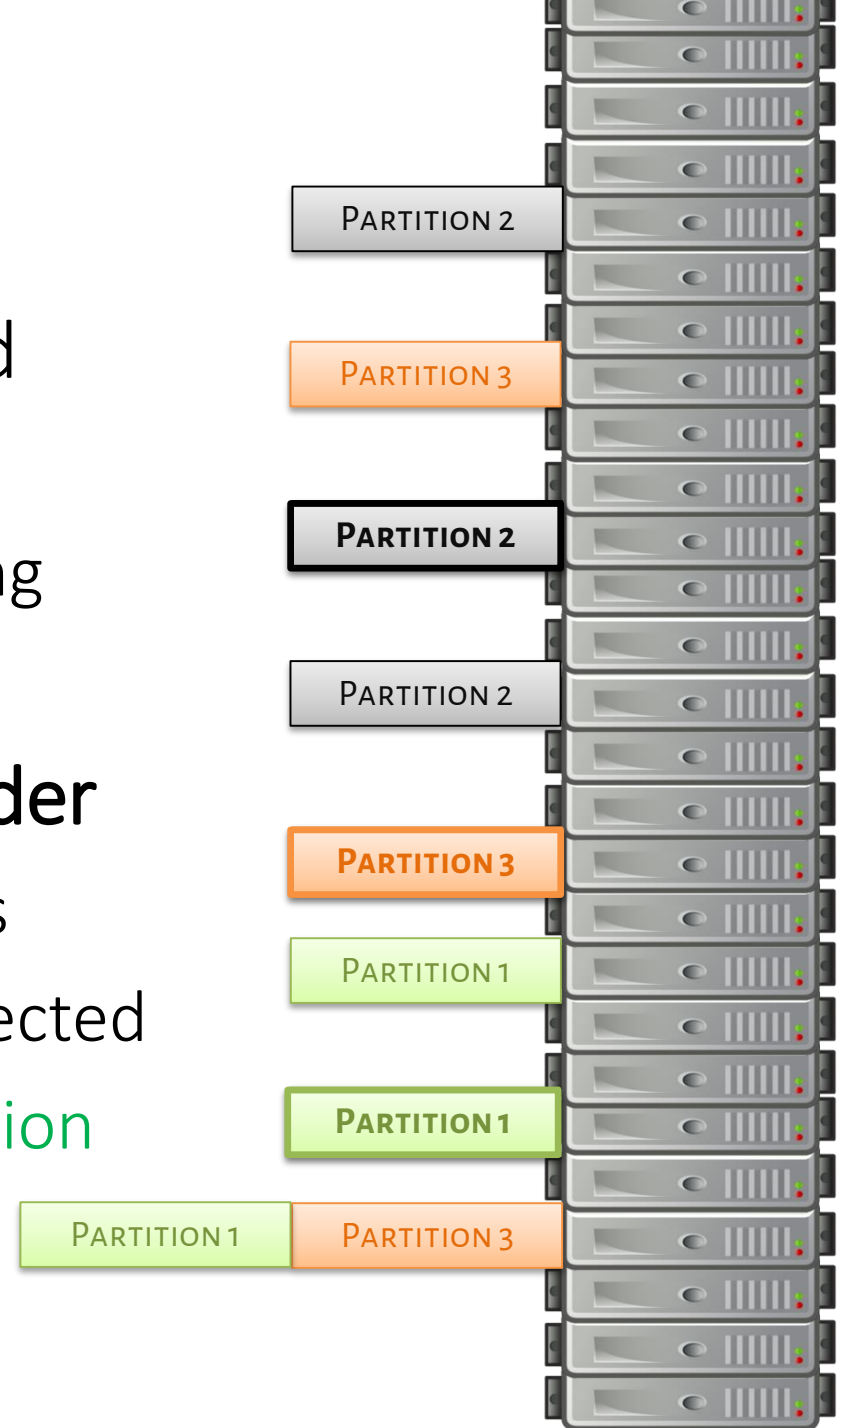 PARTITION 2
d
PARTITION 3
PARTITION 2
ng
PARTITION 2
der
PARTITION 3
s
PARTITION 1
ected
PARTITION 1
ion
PARTITION 1 PARTITION 3